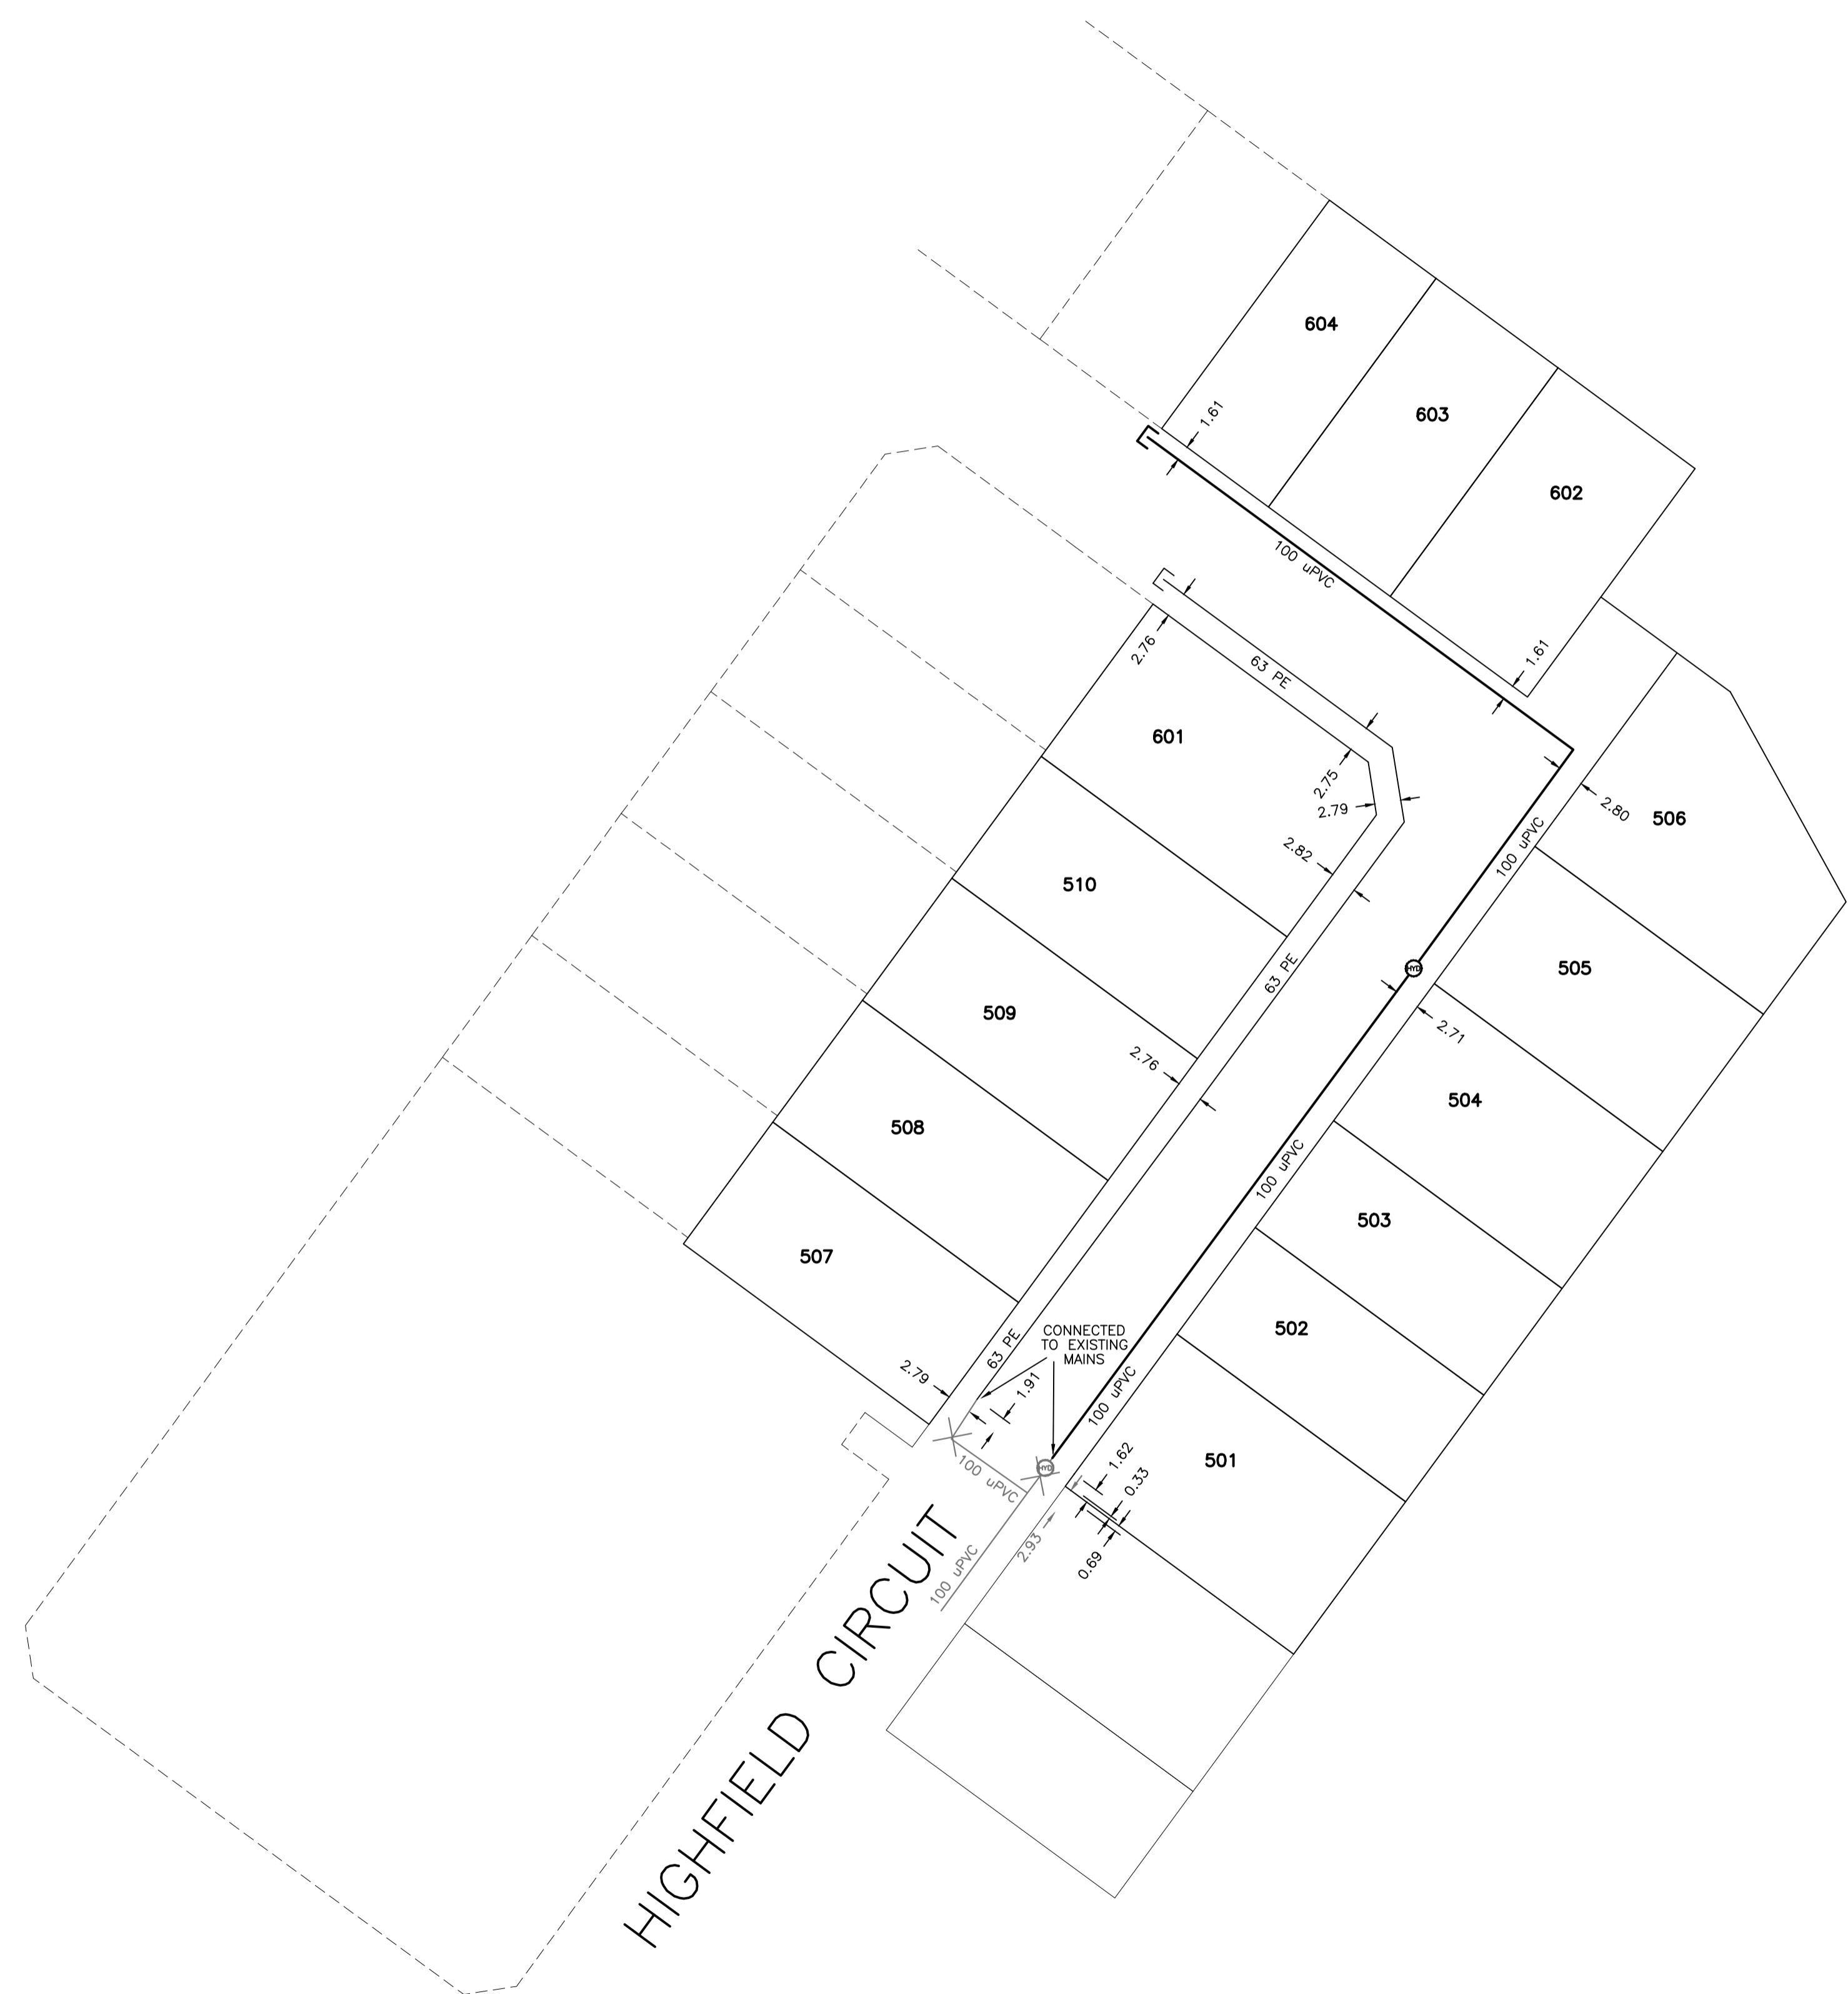 604
1.61
603
602
100 uPVC
1.61
2.76
63 PE
601
2.75
2.79
2.82
2.80
506
100 uPVC
510
HYD
505
63 PE
509
2.71
2.76
504
508
100 uPVC
503
507
CONNECTED
TO EXISTING
MAINS
502
63 PE
2.79
1.91
100 uPVC
501
HYD
1.62
0.33
100 uPVC
2.93
0.69
100 uPVC
HIGHFIELD CIRCUIT